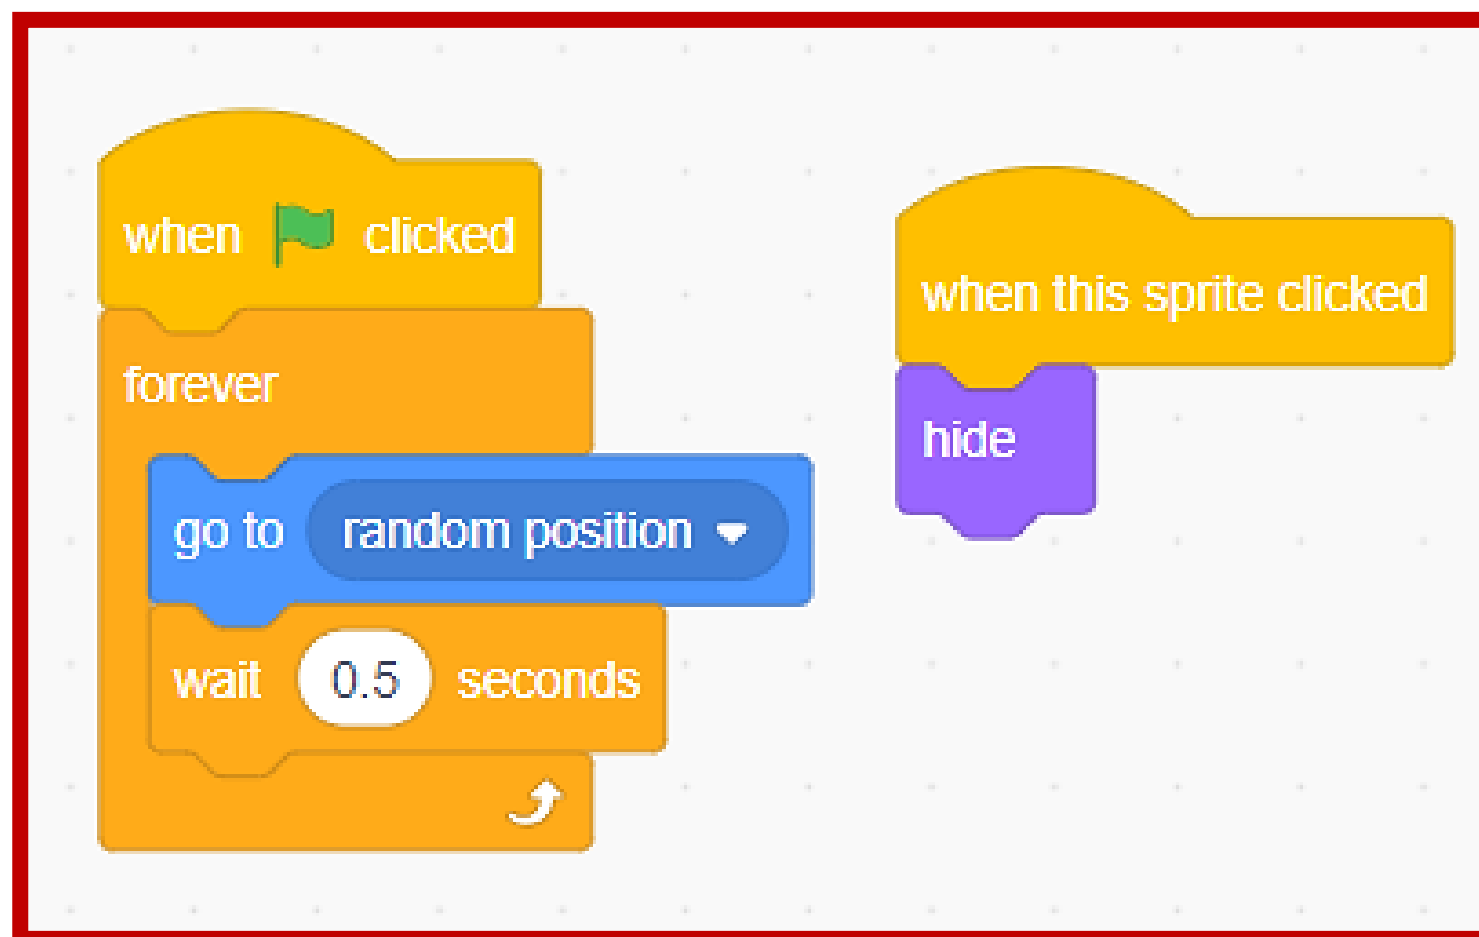 when clicked
forever
go to random position
wait 0.5 seconds
when this sprite clicked
hide